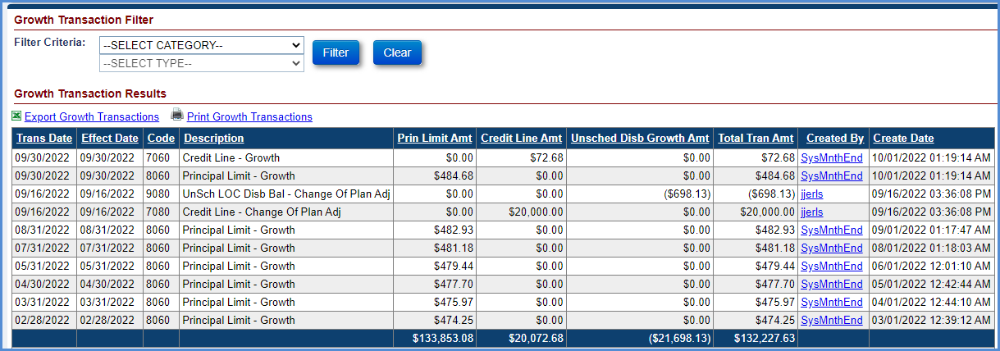 Growth Transaction Filter
Filter Criteria: --SELECT CATEGORY-- Filter Clear
--SELECT TYPE--
Growth Transaction Results
Export Growth Transactions Print Growth Transactions
Trans Date Effect Date Code Description Prin Limit Amt Credit Line Amt Unsched Disb Growth Amt Total Tran Amt Created By Create Date
09/30/2022 09/30/2022 7060 Credit Line - Growth $0.00 $72.68 $0.00 $72.68 SysMnthEnd 10/01/2022 01:19:14 AM
09/30/2022 09/30/2022 8060 Principal Limit - Growth $484.68 $0.00 $0.00 $484.68 SysMnthEnd 10/01/2022 01:19:14 AM
09/16/2022 09/16/2022 9080 UnSch LOC Disb Bal - Change Of Plan Adj $0.00 $0.00 ($698.13) ($698.13) jjerls 09/16/2022 03:36:08 PM
09/16/2022 09/16/2022 7080 Credit Line - Change Of Plan Adj $0.00 $20,000.00 $0.00 $20,000.00 jjerls 09/16/2022 03:36:08 PM
08/31/2022 08/31/2022 8060 Principal Limit - Growth $482.93 $0.00 $0.00 $482.93 SysMnthEnd 09/01/2022 01:17:47 AM
07/31/2022 07/31/2022 8060 Principal Limit - Growth $481.18 $0.00 $0.00 $481.18 SysMnthEnd 08/01/2022 01:18:03 AM
05/31/2022 05/31/2022 8060 Principal Limit - Growth $479.44 $0.00 $0.00 $479.44 SysMnthEnd 06/01/2022 12:01:10 AM
04/30/2022 04/30/2022 8060 Principal Limit - Growth $477.70 $0.00 $0.00 $477.70 SysMnthEnd 05/01/2022 12:42:44 AM
03/31/2022 03/31/2022 8060 Principal Limit - Growth $475.97 $0.00 $0.00 $475.97 SysMnthEnd 04/01/2022 12:44:10 AM
02/28/2022 02/28/2022 8060 Principal Limit - Growth $474.25 $0.00 $0.00 $474.25 SysMnthEnd 03/01/2022 12:39:12 AM
$133,853.08 $20,072.68 ($21,698.13) $132,227.63